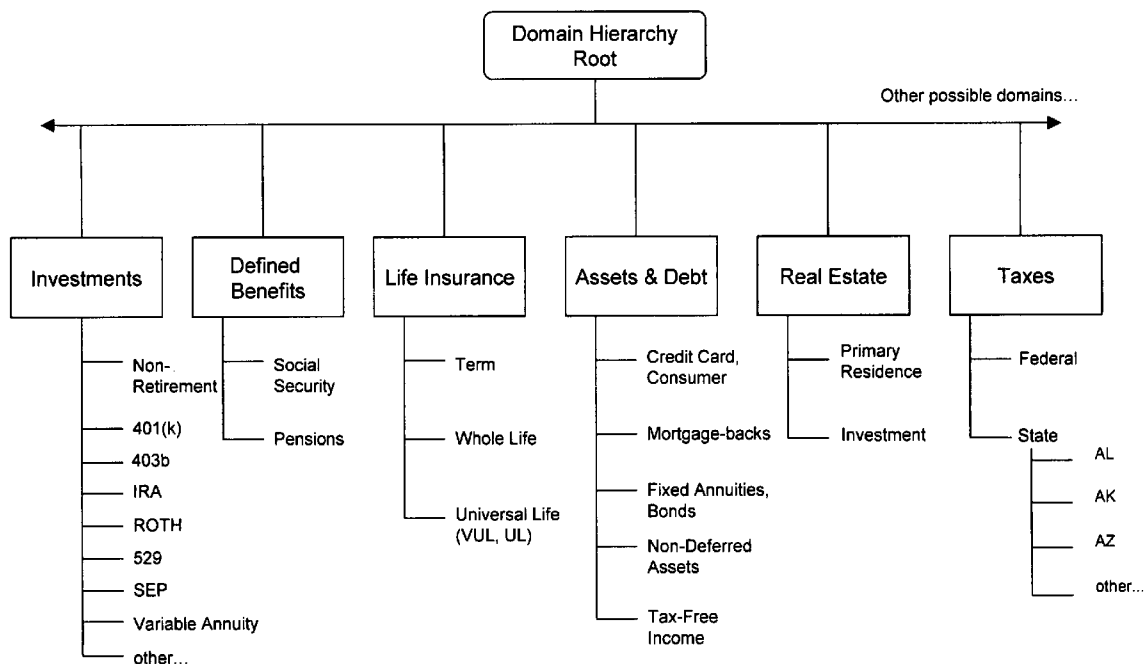 Domain Hierarchy
Root
Other possible domains...
Investments
Defined
Benefits
Life Insurance
Assets & Debt
Real Estate
Taxes
Non-
Retirement
401(k)
403b
IRA
ROTH
529
SEP
Variable Annuity
other...
Social
Security
Pensions
Term
Whole Life
Universal Life
(VUL, UL)
Credit Card,
Consumer
Mortgage-backs
Fixed Annuities,
Bonds
Non-Deferred
Assets
Tax-Free
Income
Primary
Residence
Investment
Federal
State
AL
AK
AZ
other...